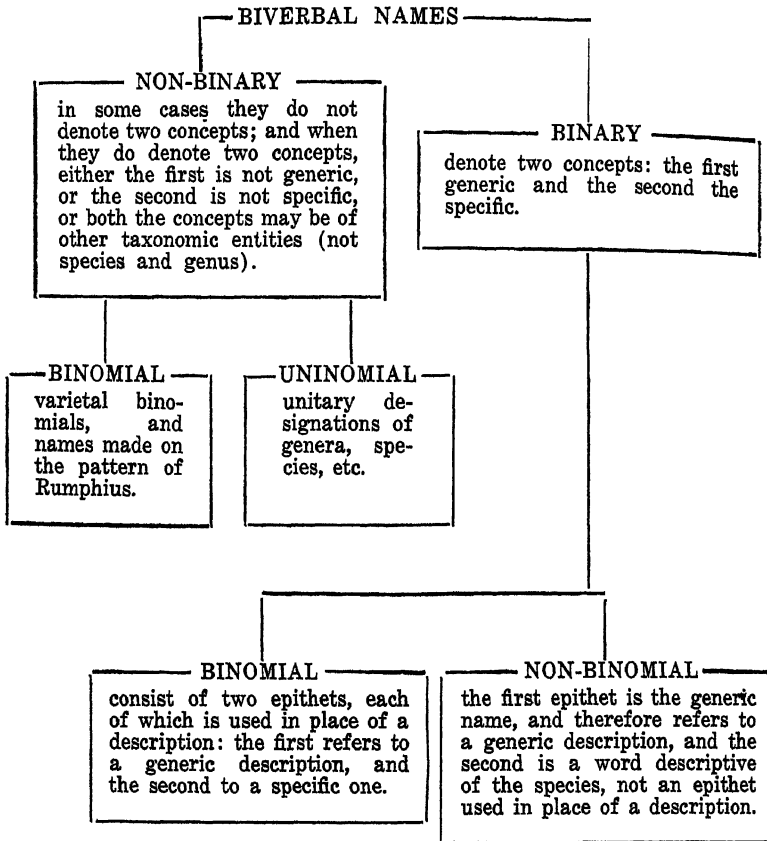 BIVERBAL NAMES
NON-BINARY
in some cases they do not
denote two concepts; and when
they do denote two concepts,
either the first is not generic,
or the second is not specific,
or both the concepts may be of
other taxonomic entities (not
species and genus).
BINARY
denote two concepts: the first
generic and the second the
specific.
BINOMIAL
varietal bino-
mials, and
names made on
the pattern of
Rumphius.
UNINOMIAL
unitary de-
signations of
genera, spe-
cies, etc.
BINOMIAL
consist of two epithets, each
of which is used in place of a
description: the first refers to
a generic description, and
the second to a specific one.
NON-BINOMIAL
the first epithet is the generic
name, and therefore refers to
a generic description, and the
second is a word descriptive
of the species, not an epithet
used in place of a description.